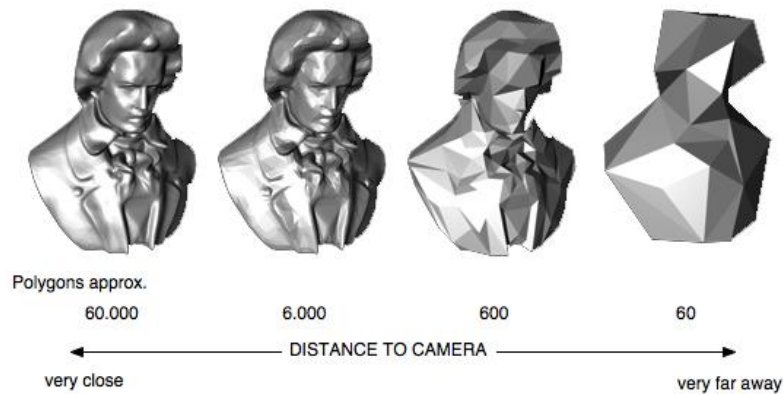 Polygons approx.
60.000 6.000 600 60
DISTANCE TO CAMERA
very close very far away